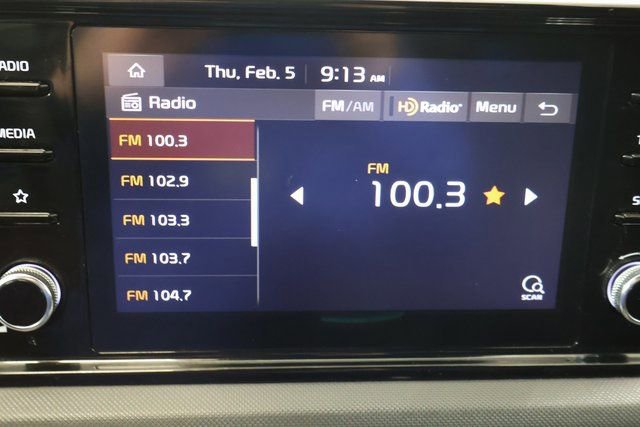 Thu, Feb. 5 9:13 AM
Radio FM/AM HD Radio Menu
FM 100.3
FM 102.9
FM 103.3
FM 103.7
FM 104.7
FM
100.3
SCAN
MEDIA